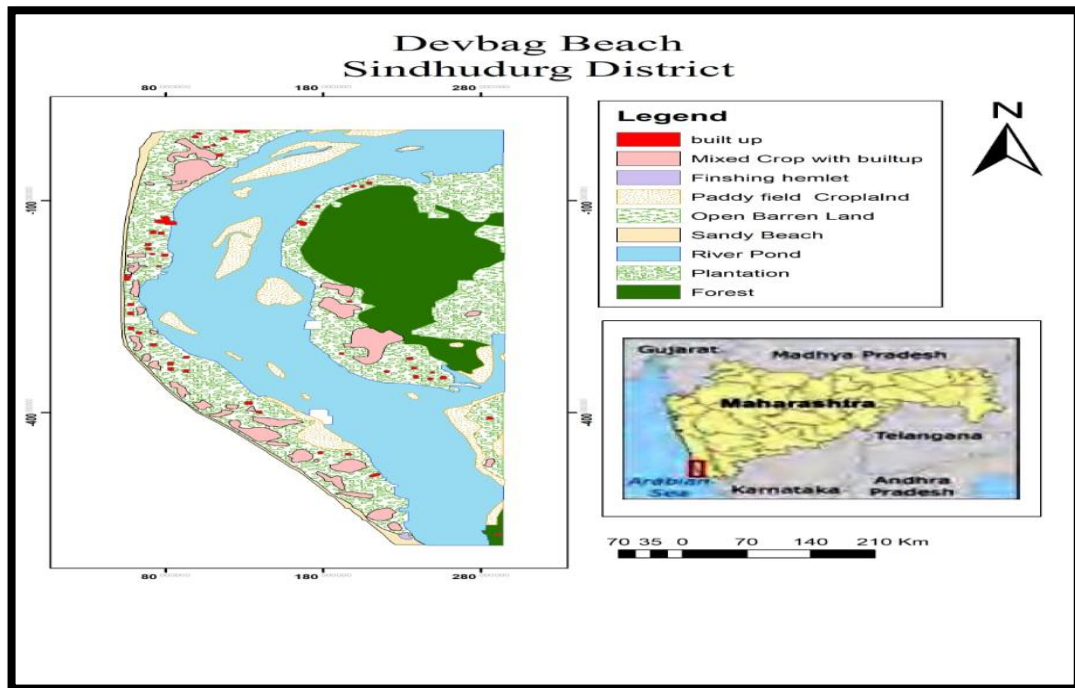 Devbag Beach
Sindhudurg District
80 180 280
-100 -100
400 400
80 180 280
Legend
built up
Mixed Crop with builtup
Finshing hemlet
Paddy field Croplalnd
Open Barren Land
Sandy Beach
River Pond
Plantation
Forest
N
Gujarat
Madhya Pradesh
Maharashtra
Telangana
Arabian
Sea
Karnataka
Andhra
Pradesh
70 35 0 70 140 210 Km